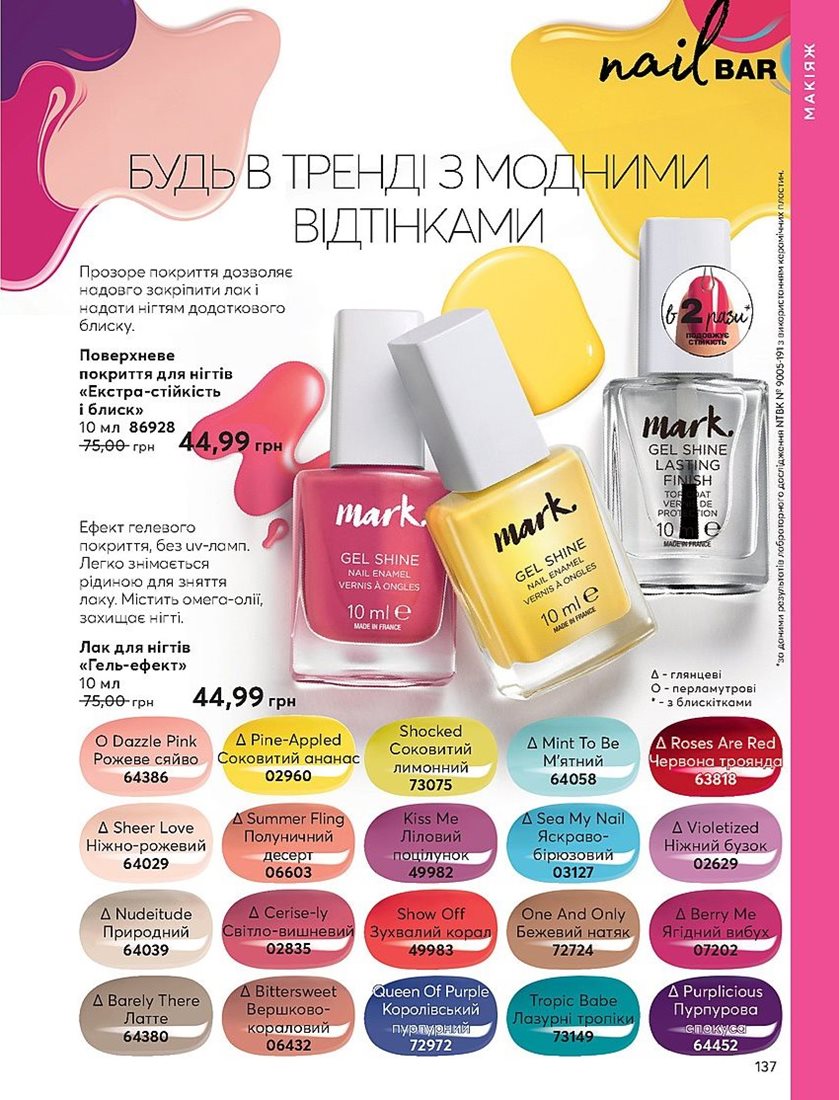 nail BAR
МАКІЯЖ
БУДЬ В ТРЕНДІ З МОДНИМИ
ВІДТІНКАМИ
Прозоре покриття дозволяє
надовго закріпити лак і
надати нігтям додаткового
блиску.
Поверхневе
покриття для нігтів
«Екстра-стійкість
і блиск»
10 мл 86928
75,00 грн 44,99 грн
Ефект гелевого
покриття, без uv-ламп.
Легко знімається
рідиною для зняття
лаку. Містить омега-олії,
захищає нігті.
Лак для нігтів
«Гель-ефект»
10 мл
75,00 грн 44,99 грн
mark.
GEL SHINE
NAIL ENAMEL
VERNIS À ONGLES
10 ml e
MADE IN FRANCE
mark.
GEL SHINE
NAIL ENAMEL
VERNIS À ONGLES
10 ml e
MADE IN FRANCE
в 2 рази*
подовжує
стійкість
mark.
GEL SHINE
LASTING
FINISH
TOP COAT
VERNIS DE
PROTECTION
10 ml e
MADE IN FRANCE
*за даними результатів лабораторного дослідження NTBK № 9005-191 з використанням керамічних пластин.
Δ - глянцеві
О - перламутрові
* - з блискітками
О Dazzle Pink
Рожеве сяйво
64386
Δ Pine-Appled
Соковитий ананас
02960
Shocked
Соковитий
лимонний
73075
Δ Mint To Be
М'ятний
64058
Δ Roses Are Red
Червона троянда
63818
Δ Sheer Love
Ніжно-рожевий
64029
Δ Summer Fling
Полуничний
десерт
06603
Kiss Me
Ліловий
поцілунок
49982
Δ Sea My Nail
Яскраво-
бірюзовий
03127
Δ Violetized
Ніжний бузок
02629
Δ Nudeitude
Природний
64039
Δ Cerise-ly
Світло-вишневий
02835
Show Off
Зухвалий корал
49983
One And Only
Бежевий натяк
72724
Δ Berry Me
Ягідний вибух
07202
Δ Barely There
Латте
64380
Δ Bittersweet
Вершково-
кораловий
06432
Queen Of Purple
Королівський
пурпурний
72972
Tropic Babe
Лазурні тропіки
73149
Δ Purplicious
Пурпурова
спокуса
64452
137